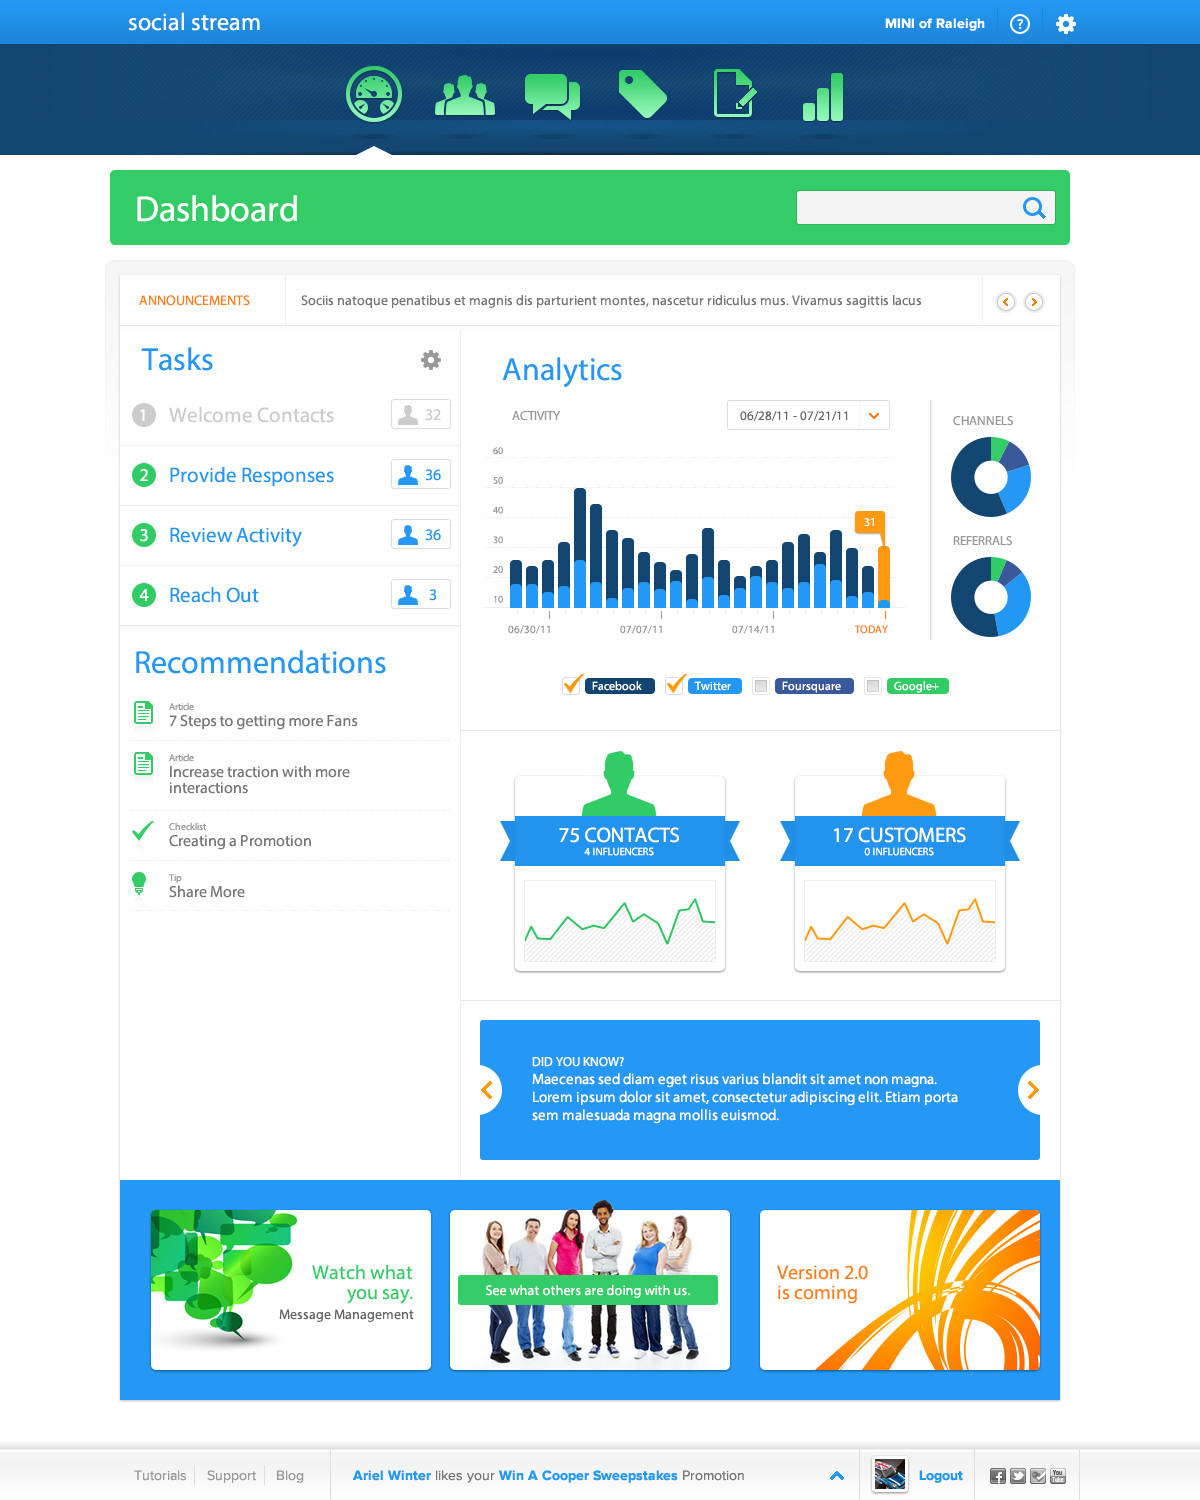 social stream
MINI of Raleigh
?
Dashboard
ANNOUNCEMENTS
Sociis natoque penatibus et magnis dis parturient montes, nascetur ridiculus mus. Vivamus sagittis lacus
Tasks
1 Welcome Contacts 32
2 Provide Responses 36
3 Review Activity 36
4 Reach Out 3
Recommendations
Article
7 Steps to getting more Fans
Article
Increase traction with more
interactions
Checklist
Creating a Promotion
Tip
Share More
Analytics
ACTIVITY
06/28/11 - 07/21/11
60
50
40
30
20
10
31
06/30/11
07/07/11
07/14/11
TODAY
CHANNELS
REFERRALS
Facebook
Twitter
Foursquare
Google+
75 CONTACTS
4 INFLUENCERS
17 CUSTOMERS
0 INFLUENCERS
DID YOU KNOW?
Maecenas sed diam eget risus varius blandit sit amet non magna.
Lorem ipsum dolor sit amet, consectetur adipiscing elit. Etiam porta
sem malesuada magna mollis euismod.
Watch what
you say.
Message Management
See what others are doing with us.
Version 2.0
is coming
Tutorials
Support
Blog
Ariel Winter likes your Win A Cooper Sweepstakes Promotion
Logout
You Tube